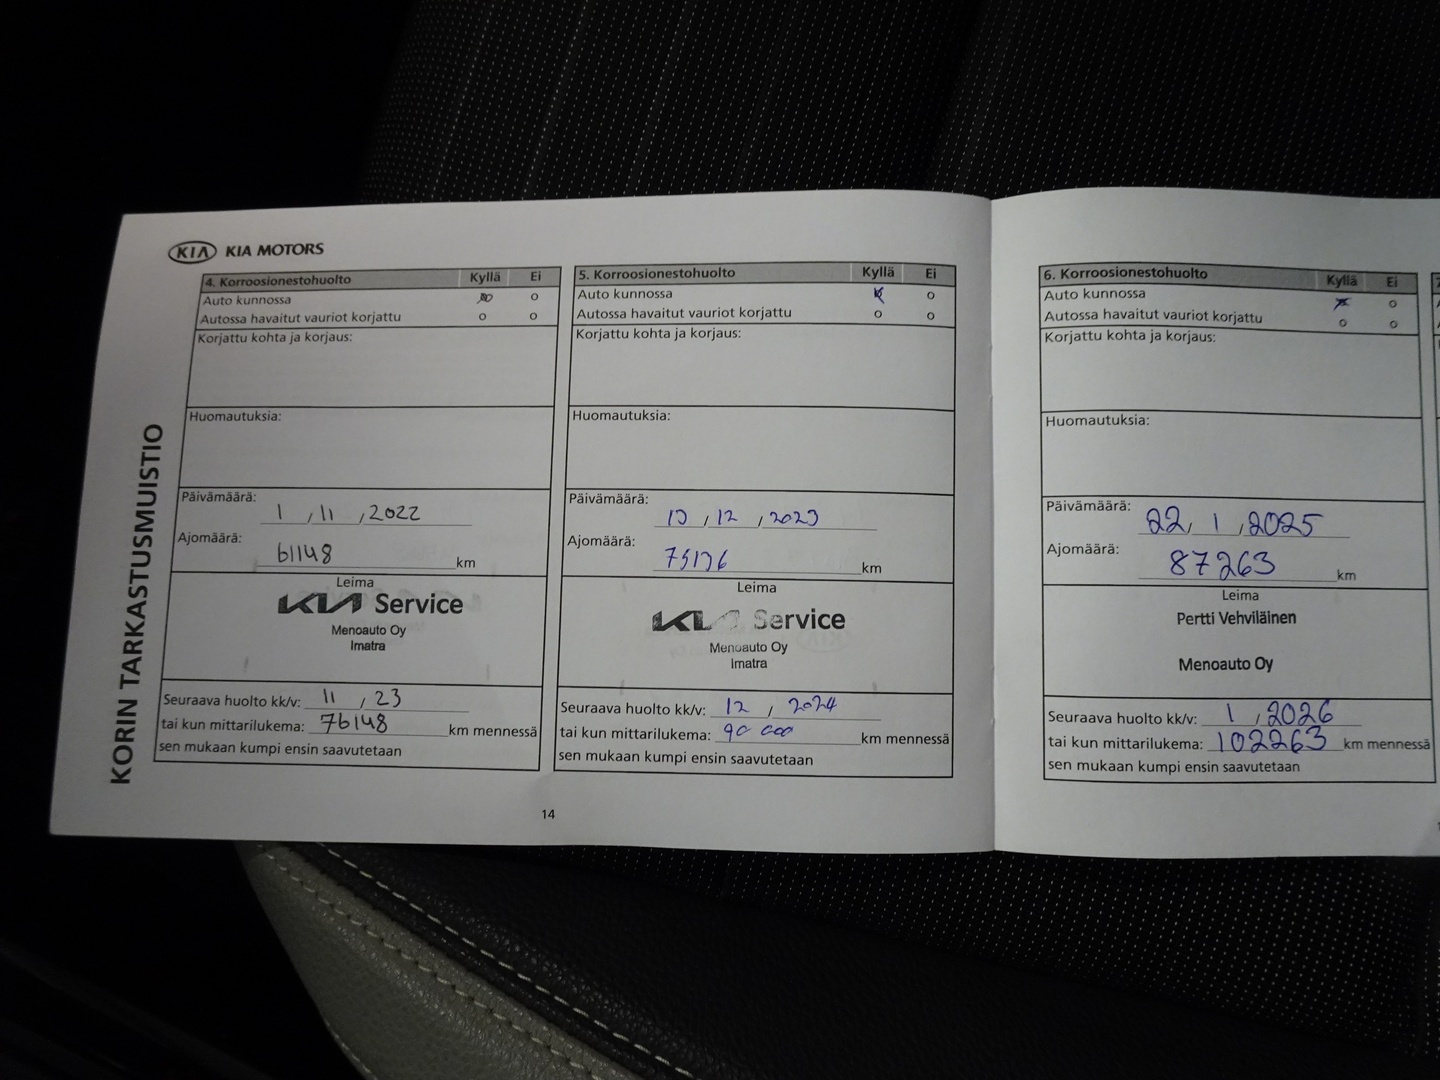 KIA KIA MOTORS
KORIN TARKASTUSMUISTIO
4. Korroosionestohuolto Kyllä Ei
Auto kunnossa
Autossa havaitut vauriot korjattu
Korjattu kohta ja korjaus:
Huomautuksia:
Päivämäärä: 1 , 11 , 2022
Ajomäärä: 61148 km
Leima
KIA Service
Menoauto Oy
Imatra
Seuraava huolto kk/v: 11 , 23
tai kun mittarilukema: 76148 km mennessä
sen mukaan kumpi ensin saavutetaan
5. Korroosionestohuolto Kyllä Ei
Auto kunnossa
Autossa havaitut vauriot korjattu
Korjattu kohta ja korjaus:
Huomautuksia:
Päivämäärä: 13 , 12 , 2023
Ajomäärä: km
Leima
KIA Service
Menoauto Oy
Imatra
Seuraava huolto kk/v: 12 , 2024
tai kun mittarilukema: 90 000 km mennessä
sen mukaan kumpi ensin saavutetaan
14
6. Korroosionestohuolto Kyllä Ei
Auto kunnossa
Autossa havaitut vauriot korjattu
Korjattu kohta ja korjaus:
Huomautuksia:
Päivämäärä: 22, 1 , 2025
Ajomäärä: 87263 km
Leima
Pertti Vehviläinen
Menoauto Oy
Seuraava huolto kk/v: 1 , 2026
tai kun mittarilukema: 102263 km mennessä
sen mukaan kumpi ensin saavutetaan